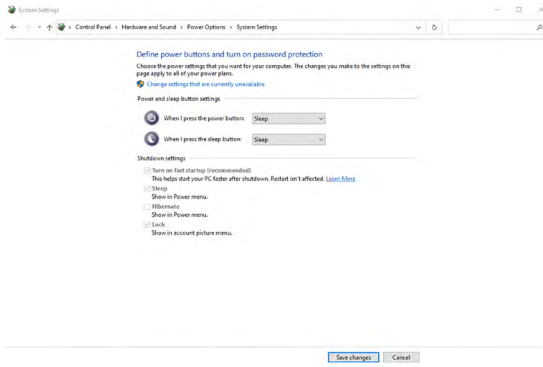 System Settings
Control Panel > Hardware and Sound > Power Options > System Settings
Define power buttons and turn on password protection
Choose the power settings that you want for your computer. The changes you make to the settings on this
page apply to all of your power plans.
Change settings that are currently unavailable
Power and sleep button settings
When I press the power button: Sleep
When I press the sleep button: Sleep
Shutdown settings
Turn on fast startup (recommended)
This helps start your PC faster after shutdown. Restart isn't affected. Learn More
Sleep
Show in Power menu.
Hibernate
Show in Power menu.
Lock
Show in account picture menu.
Save changes Cancel